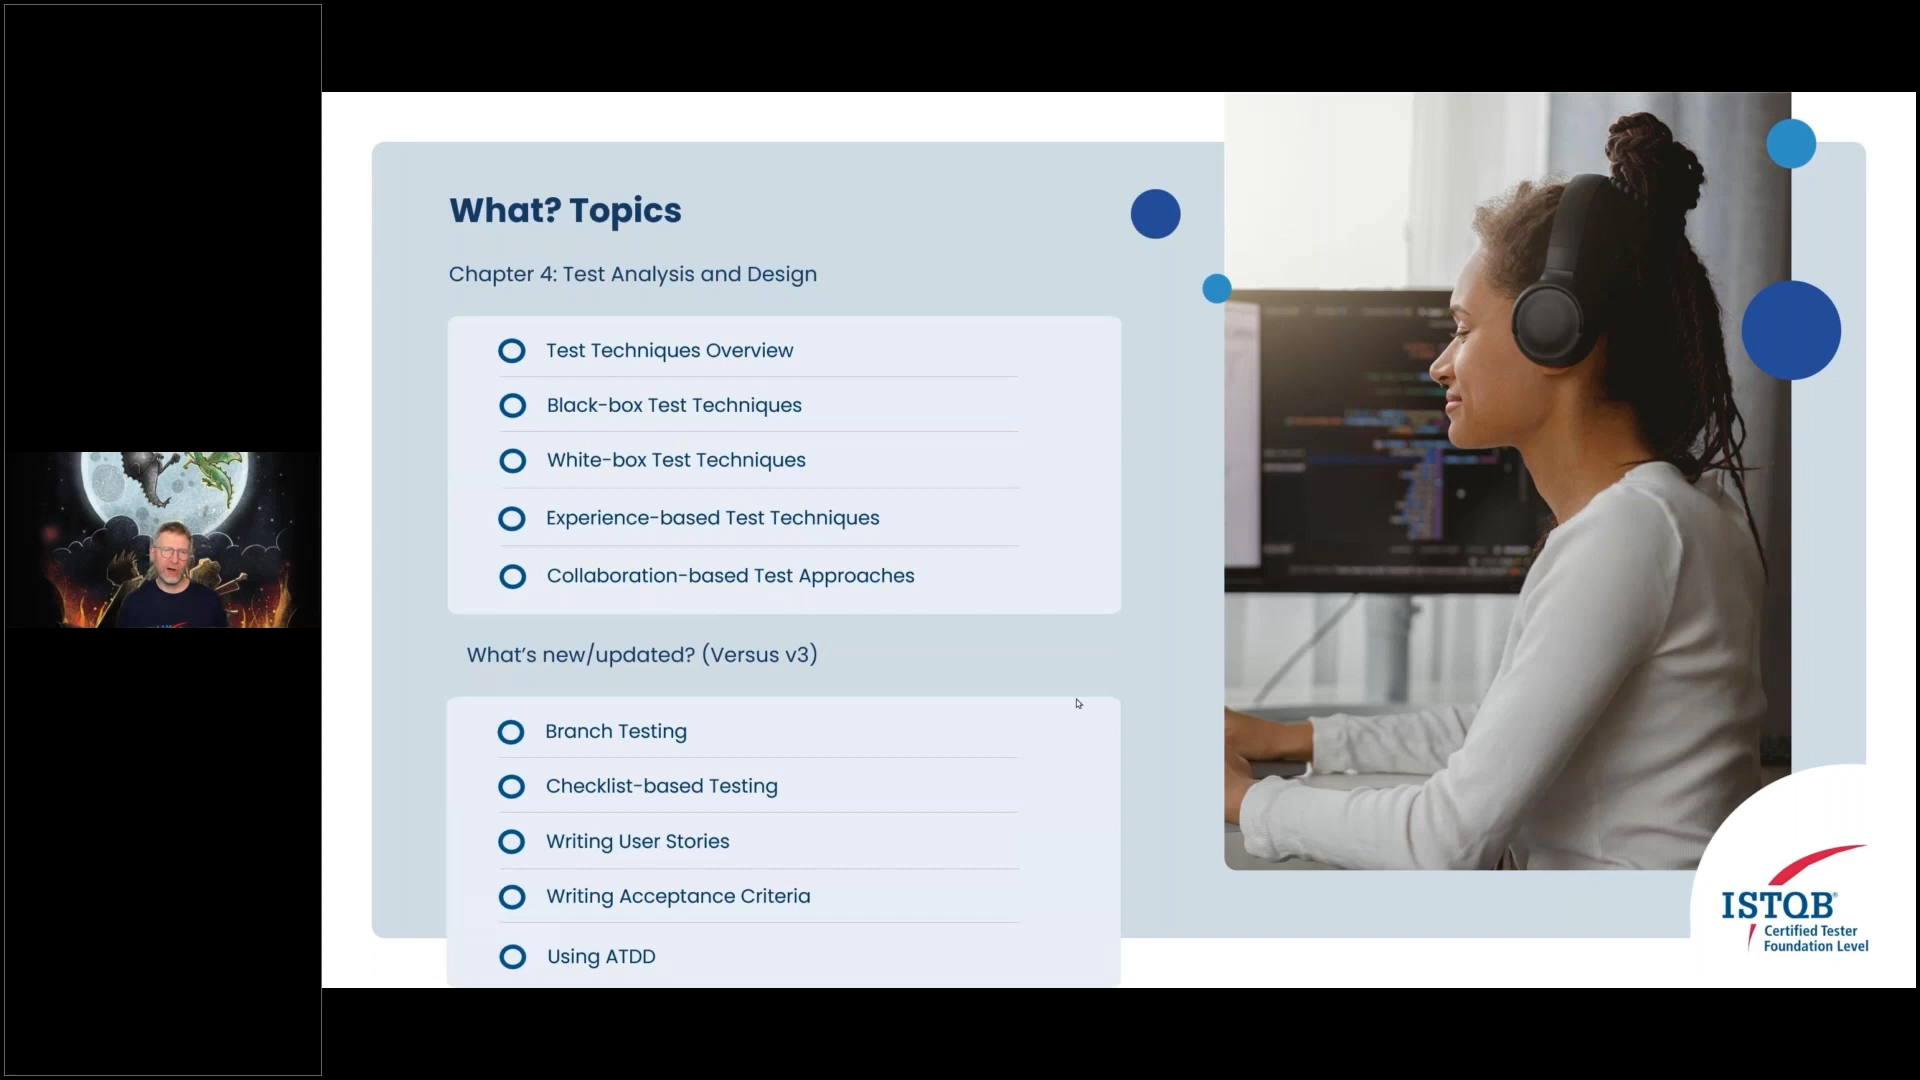 What? Topics
Chapter 4: Test Analysis and Design
Test Techniques Overview
Black-box Test Techniques
White-box Test Techniques
Experience-based Test Techniques
Collaboration-based Test Approaches
What's new/updated? (Versus v3)
Branch Testing
Checklist-based Testing
Writing User Stories
Writing Acceptance Criteria
Using ATDD
ISTQB®
Certified Tester
Foundation Level